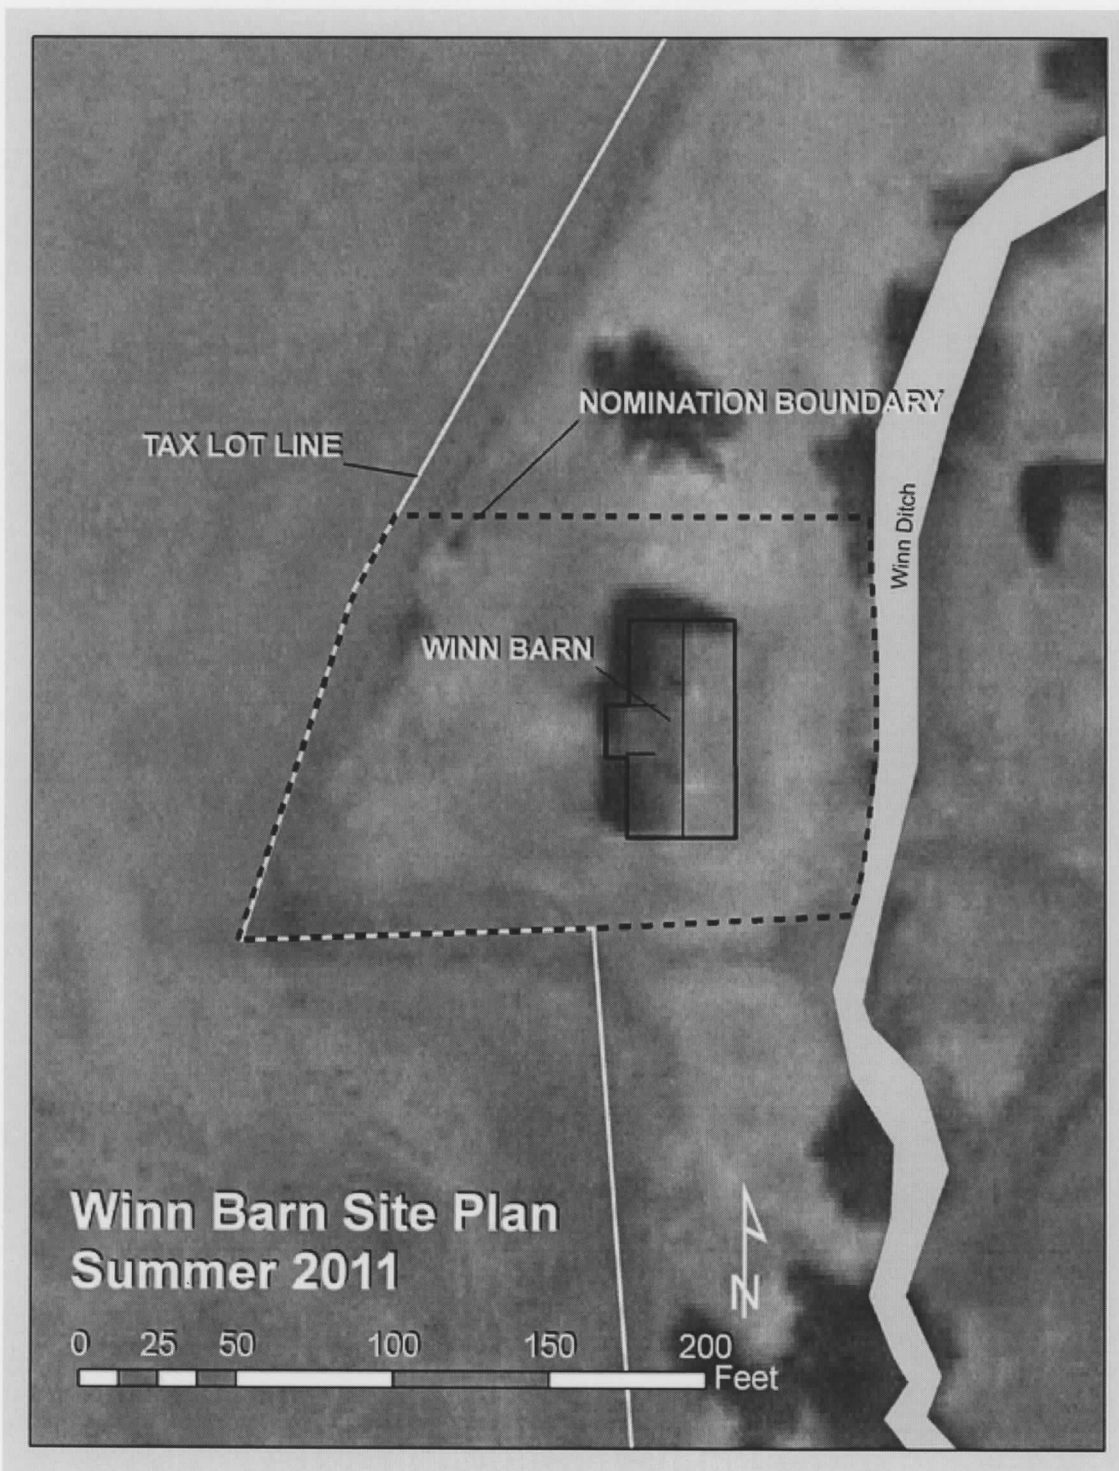 NOMINATION BOUNDARY
TAX LOT LINE
Winn Ditch
WINN BARN
Winn Barn Site Plan
Summer 2011
N
0 25 50 100 150 200
Feet